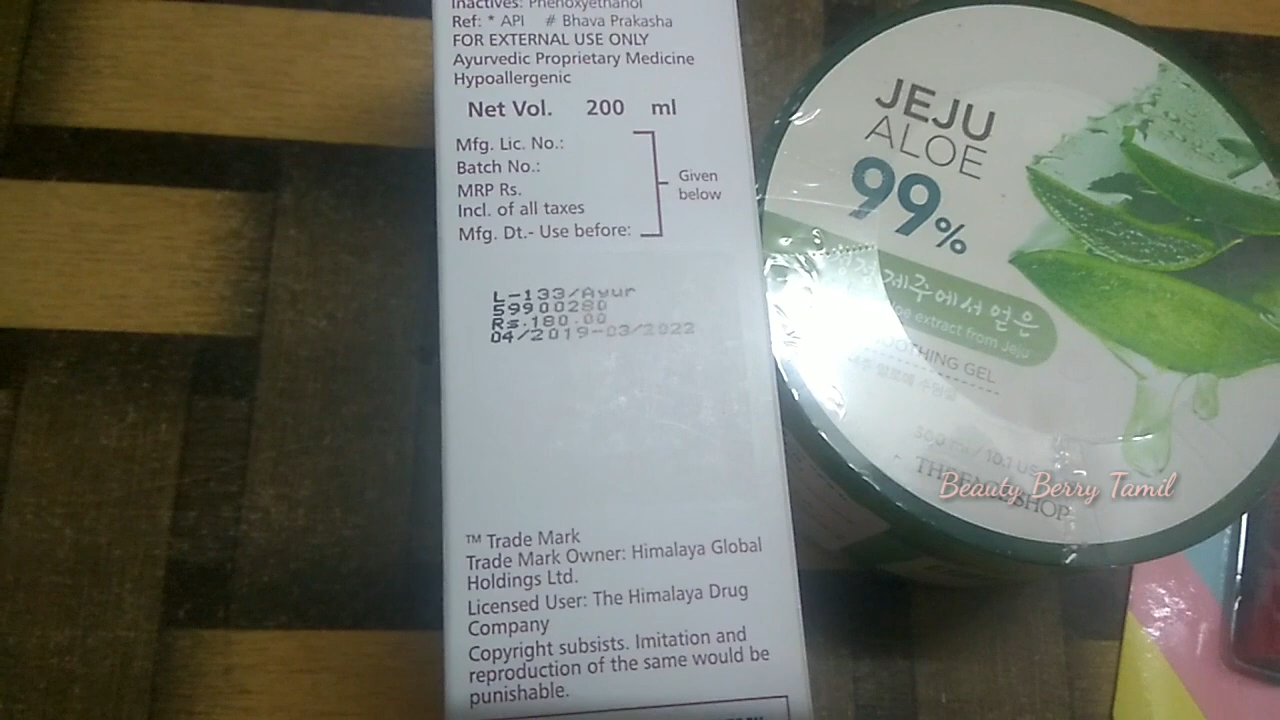 Inactives: Phenoxyethanol
Ref: * API # Bhava Prakasha
FOR EXTERNAL USE ONLY
Ayurvedic Proprietary Medicine
Hypoallergenic
Net Vol. 200 ml
Mfg. Lic. No.:
Batch No.:
MRP Rs.
Incl. of all taxes
Mfg. Dt.- Use before:
Given
below
L-133/Ayur
59900280
Rs.180.00
04/2019-03/2022
™ Trade Mark
Trade Mark Owner: Himalaya Global
Holdings Ltd.
Licensed User: The Himalaya Drug
Company
Copyright subsists. Imitation and
reproduction of the same would be
punishable.
JEJU
ALOE
99%
제주에서 얻은
extract from Jeju
SOOTHING GEL
THE FACE SHOP
Beauty Berry Tamil